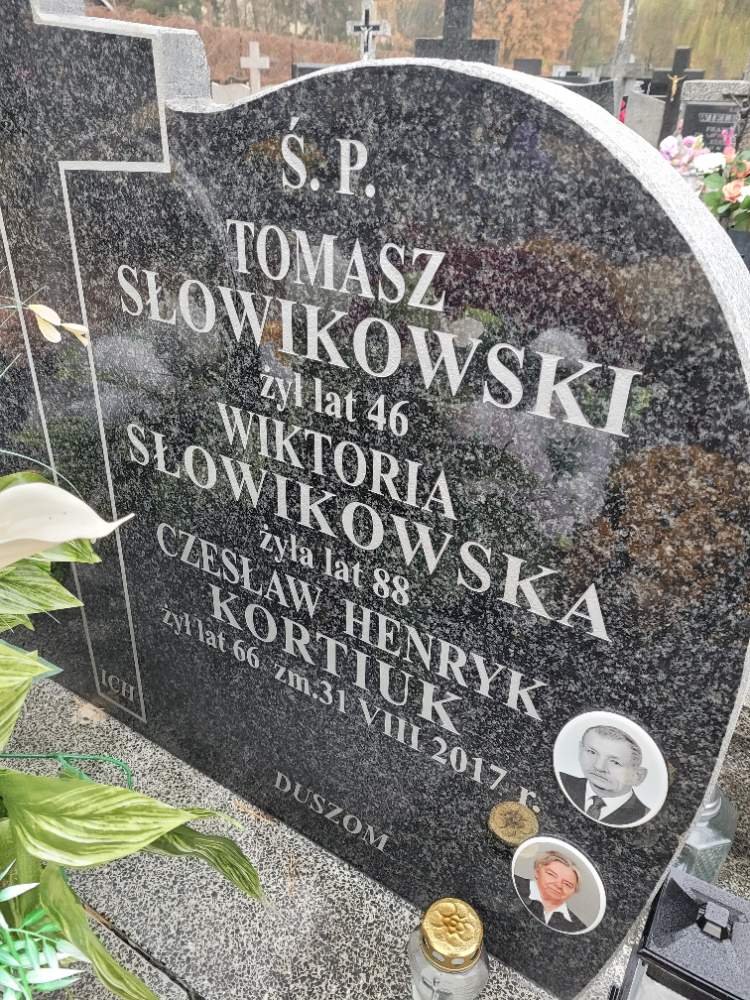 Ś. P.
TOMASZ
SŁOWIKOWSKI
żył lat 46
WIKTORIA
SŁOWIKOWSKA
żyła lat 88
CZESŁAW HENRYK
KORTIUK
żył lat 66 zm.31 VIII 2017 r.
ICH
DUSZOM